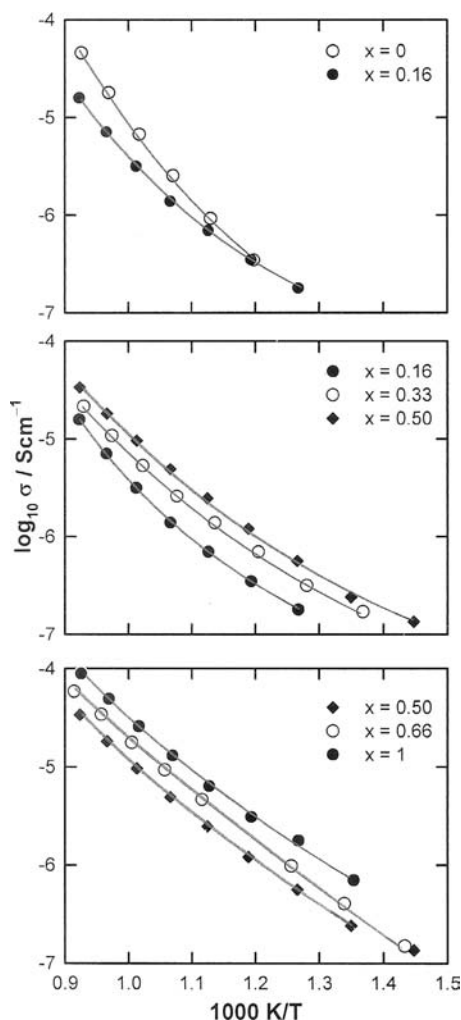 -4
x = 0
x = 0.16
-5
-6
-7
-4
x = 0.16
x = 0.33
x = 0.50
-5
-6
-7
log₁₀ σ / Scm⁻¹
-4
x = 0.50
x = 0.66
x = 1
-5
-6
-7
0.9 1.0 1.1 1.2 1.3 1.4 1.5
1000 K/T